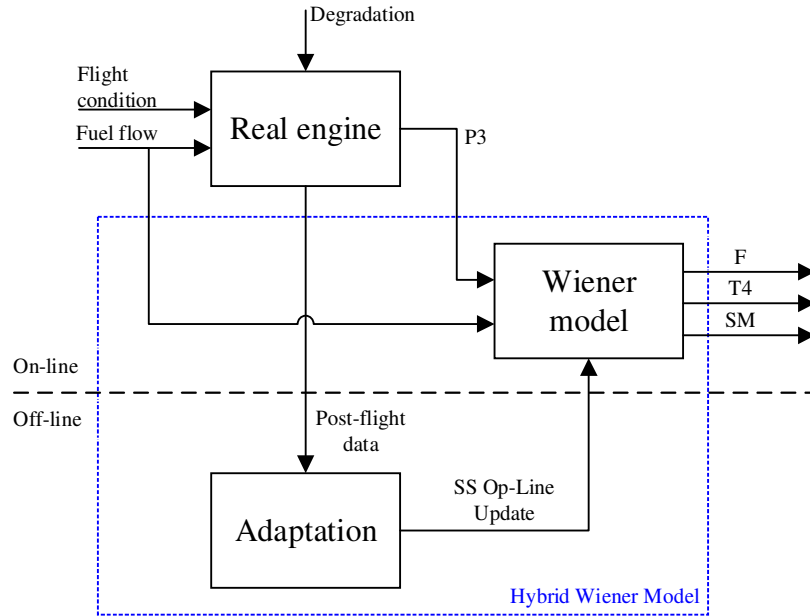 Degradation
Flight
condition
Fuel flow
Real engine
P3
Wiener
model
F
T4
SM
On-line
Off-line
Post-flight
data
Adaptation
SS Op-Line
Update
Hybrid Wiener Model